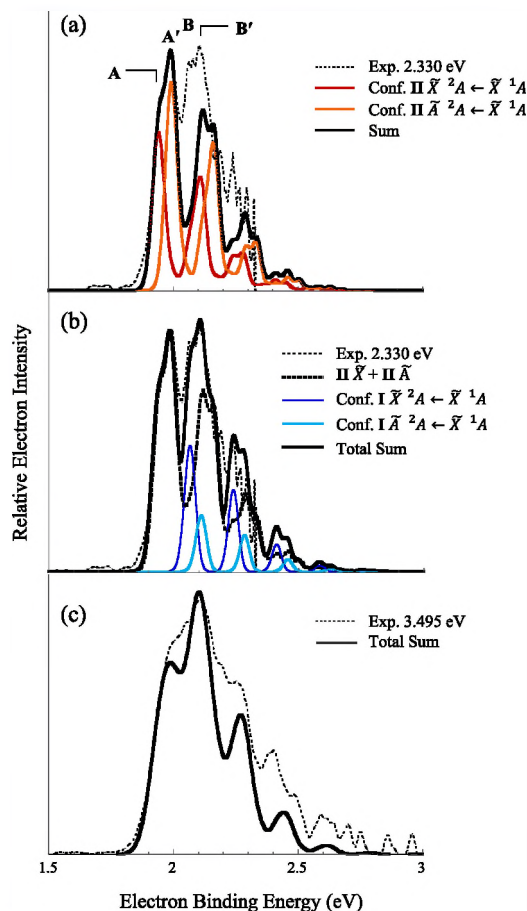 (a)
A
A′
B
B′
Exp. 2.330 eV
Conf. II X̃ ²A ← X̃ ¹A
Conf. II Ã ²A ← X̃ ¹A
Sum
(b)
Exp. 2.330 eV
II X̃ + II Ã
Conf. I X̃ ²A ← X̃ ¹A
Conf. I Ã ²A ← X̃ ¹A
Total Sum
(c)
Exp. 3.495 eV
Total Sum
Relative Electron Intensity
1.5 2 2.5 3
Electron Binding Energy (eV)